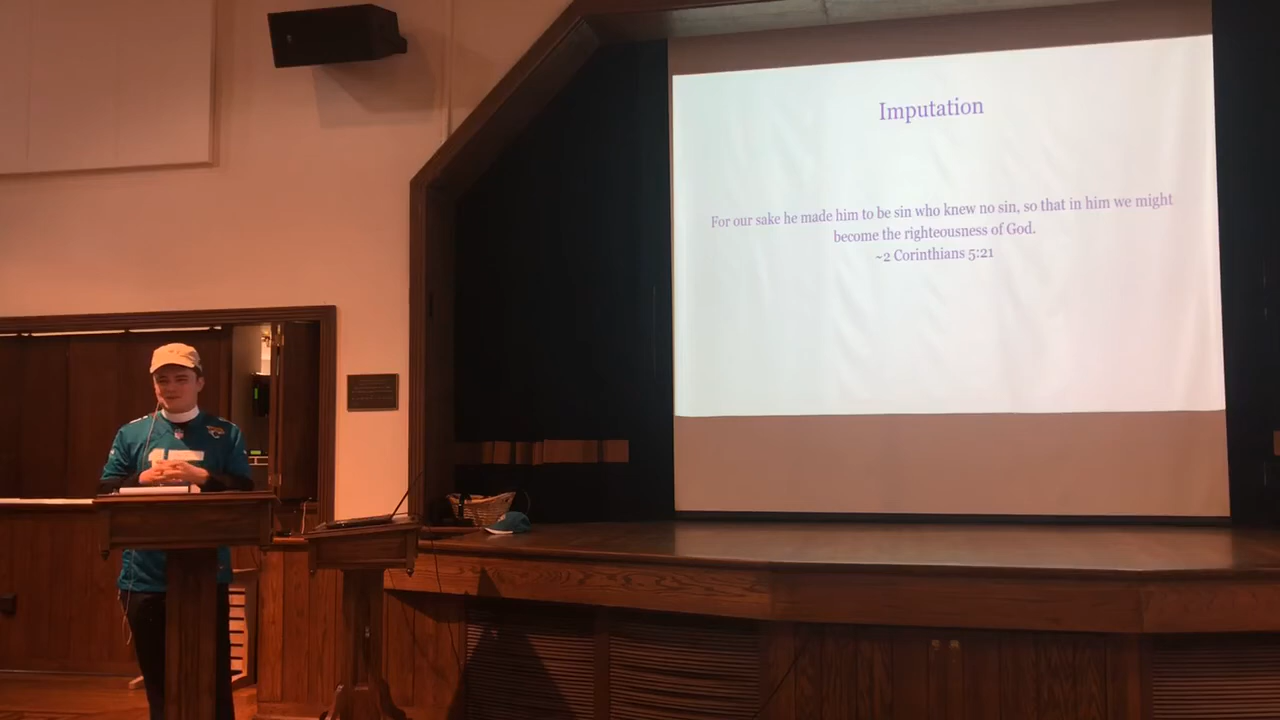 Imputation
For our sake he made him to be sin who knew no sin, so that in him we might
become the righteousness of God.
~2 Corinthians 5:21